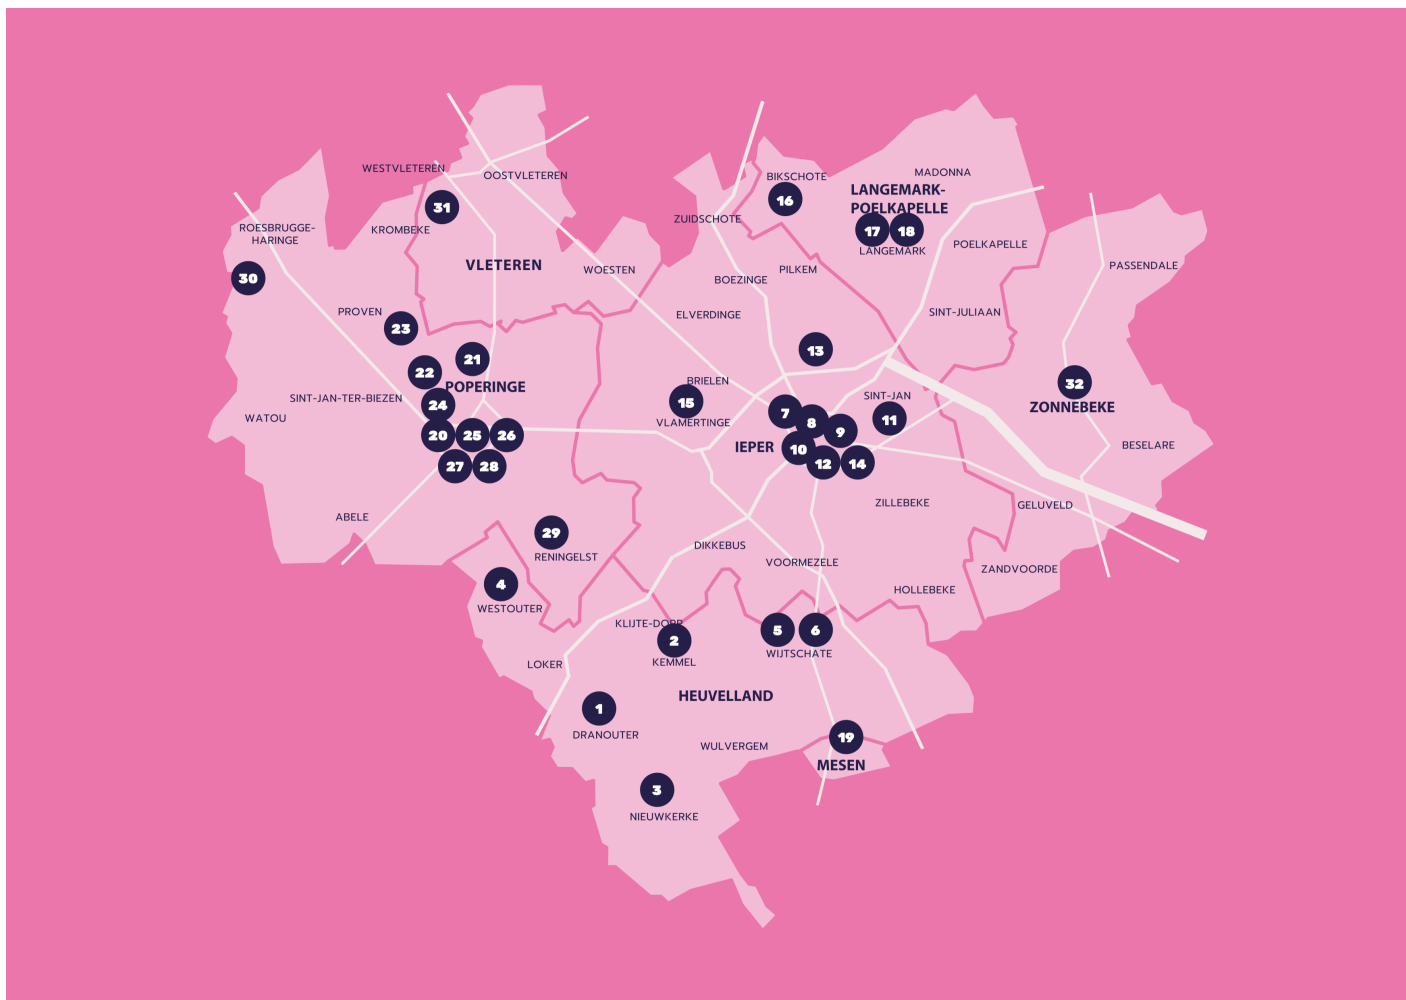 WESTVLETEREN
OOSTVLETEREN
BIKSCHOTE
MADONNA
LANGEMARK-
POELKAPELLE
16
31
17
18
ROESBRUGGE-
HARINGE
KROMBEKE
ZUIDSCHOTE
LANGEMARK
POELKAPELLE
VLETEREN
WOESTEN
PILKEM
PASSENDALE
30
BOEZINGE
PROVEN
ELVERDINGE
SINT-JULIAAN
23
13
21
22
POPERINGE
BRIELEN
32
SINT-JAN-TER-BIEZEN
24
15
SINT-JAN
ZONNEBEKE
WATOU
VLAMERTINGE
7
8
9
11
20
25
26
IEPER
10
BESELARE
27
28
12
14
ZILLEBEKE
GELUVELD
ABELE
29
DIKKEBUS
RENINGELST
VOORMEZELE
ZANDVOORDE
4
HOLLEBEKE
WESTOUTER
KLIJTE-DORP
5
6
2
WIJTSCHATE
LOKER
KEMMEL
HEUVELLAND
1
DRANOUTER
19
WULVERGEM
MESEN
3
NIEUWKERKE